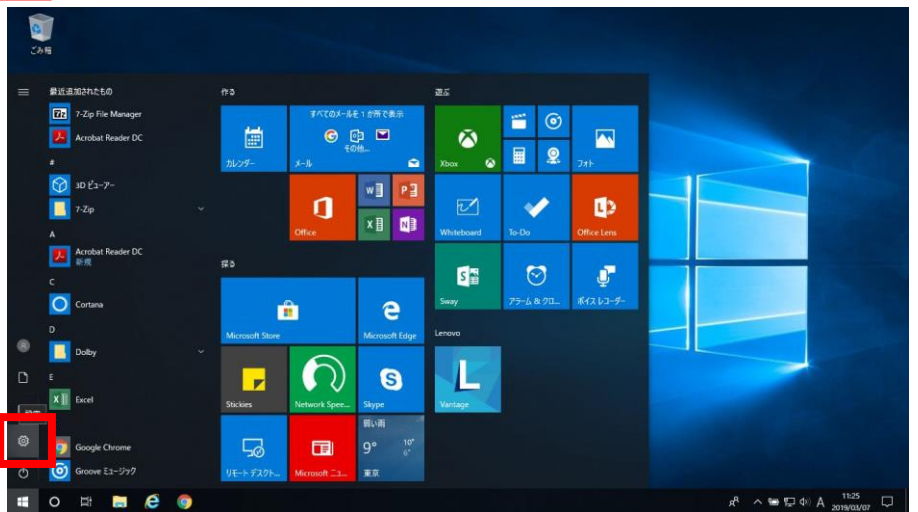 ごみ箱
最近追加されたもの
7-Zip File Manager
Acrobat Reader DC
#
3D ビューアー
7-Zip
A
Acrobat Reader DC
新規
C
Cortana
D
Dolby
E
Excel
Google Chrome
Groove ミュージック
作る
カレンダー
すべてのメールを 1 か所で表示
その他...
メール
Office
探る
Microsoft Store
Microsoft Edge
Stickies
Network Spee...
Skype
リモート デスクト...
Microsoft ニュ...
弱い雨
9°
10°
6°
東京
遊ぶ
Xbox
フォト
Whiteboard
To-Do
Office Lens
Sway
アラーム & クロ...
ボイス レコーダー
Lenovo
L
Vantage
A
11:25
2019/03/07